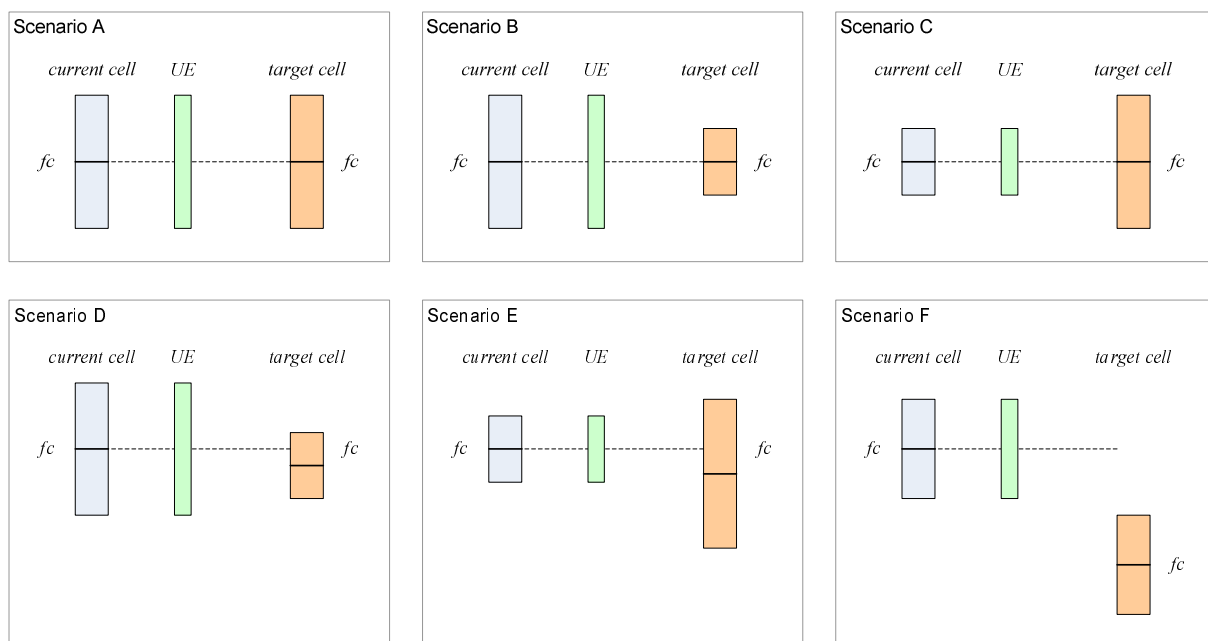 Scenario A
current cell UE target cell
fc fc
Scenario B
current cell UE target cell
fc fc
Scenario C
current cell UE target cell
fc fc
Scenario D
current cell UE target cell
fc fc
Scenario E
current cell UE target cell
fc fc
Scenario F
current cell UE target cell
fc
fc